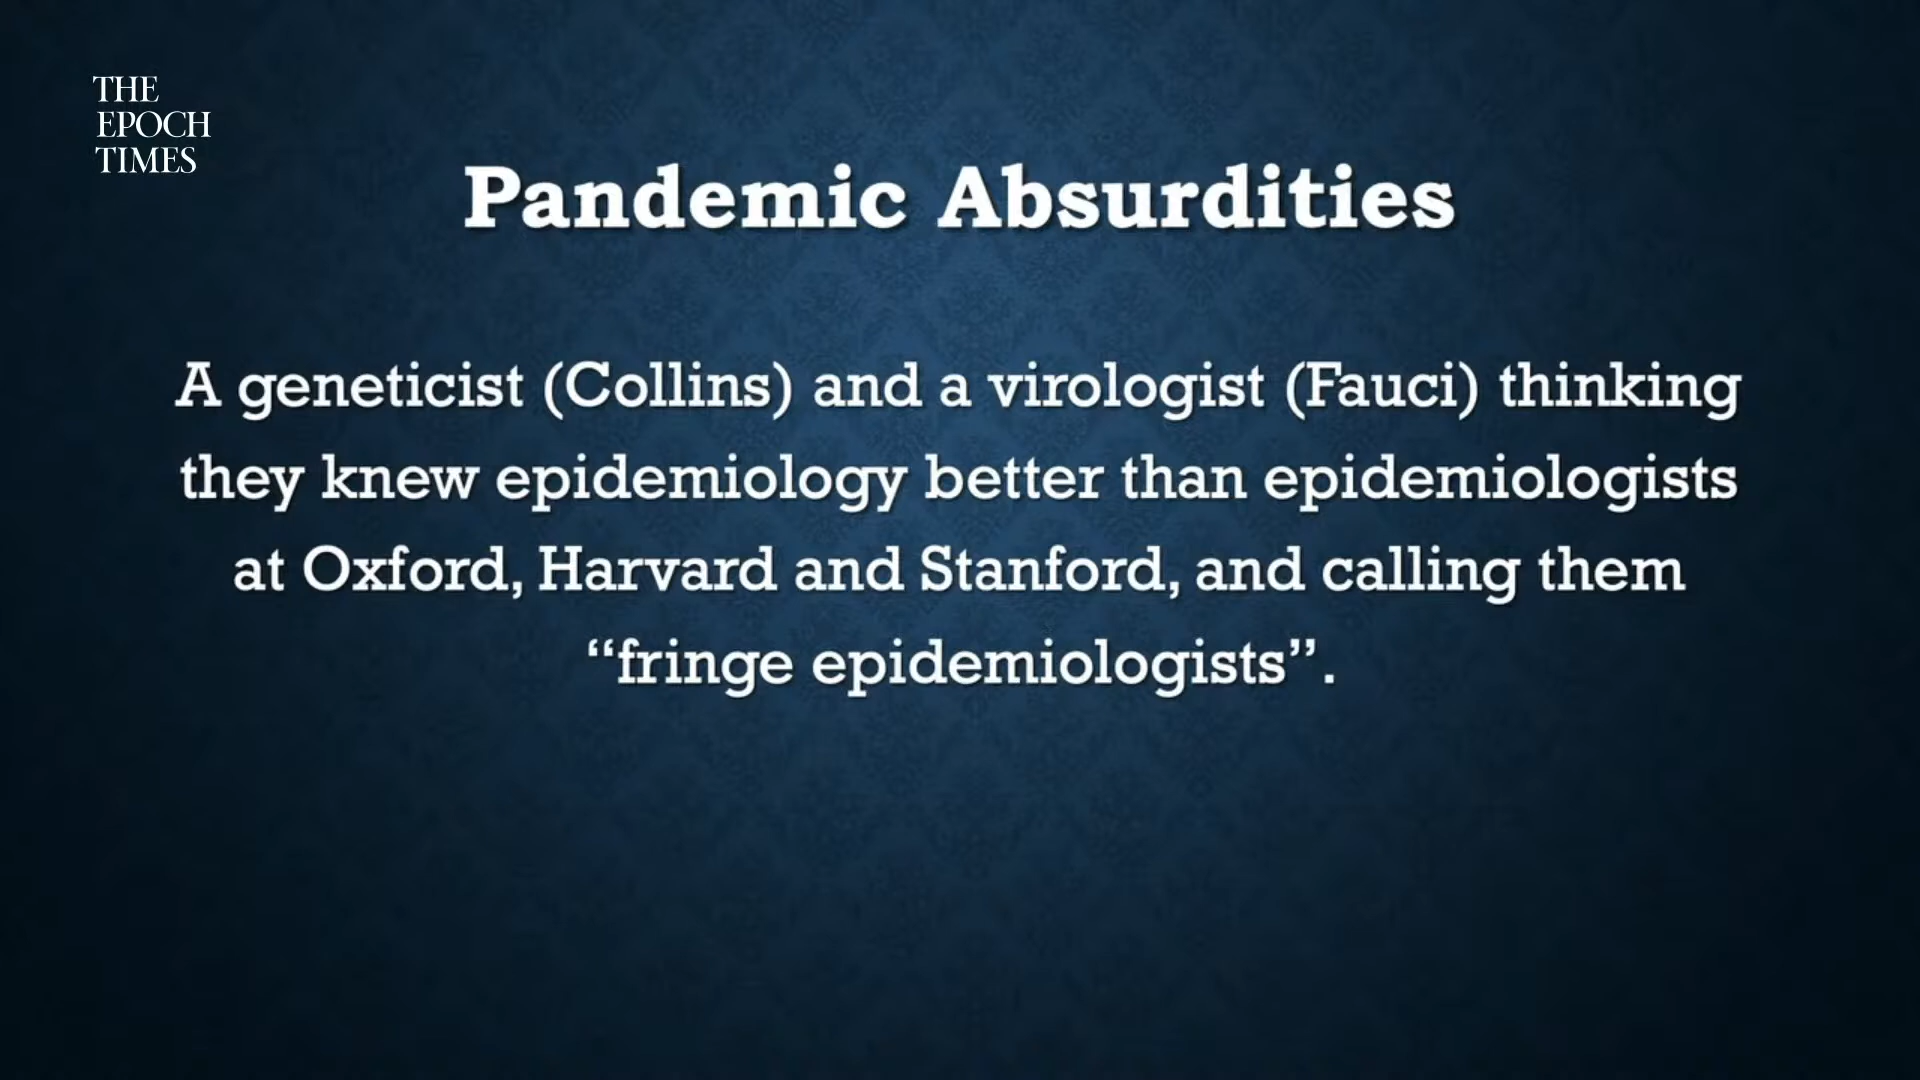 THE
EPOCH
TIMES
Pandemic Absurdities
A geneticist (Collins) and a virologist (Fauci) thinking
they knew epidemiology better than epidemiologists
at Oxford, Harvard and Stanford, and calling them
“fringe epidemiologists”.